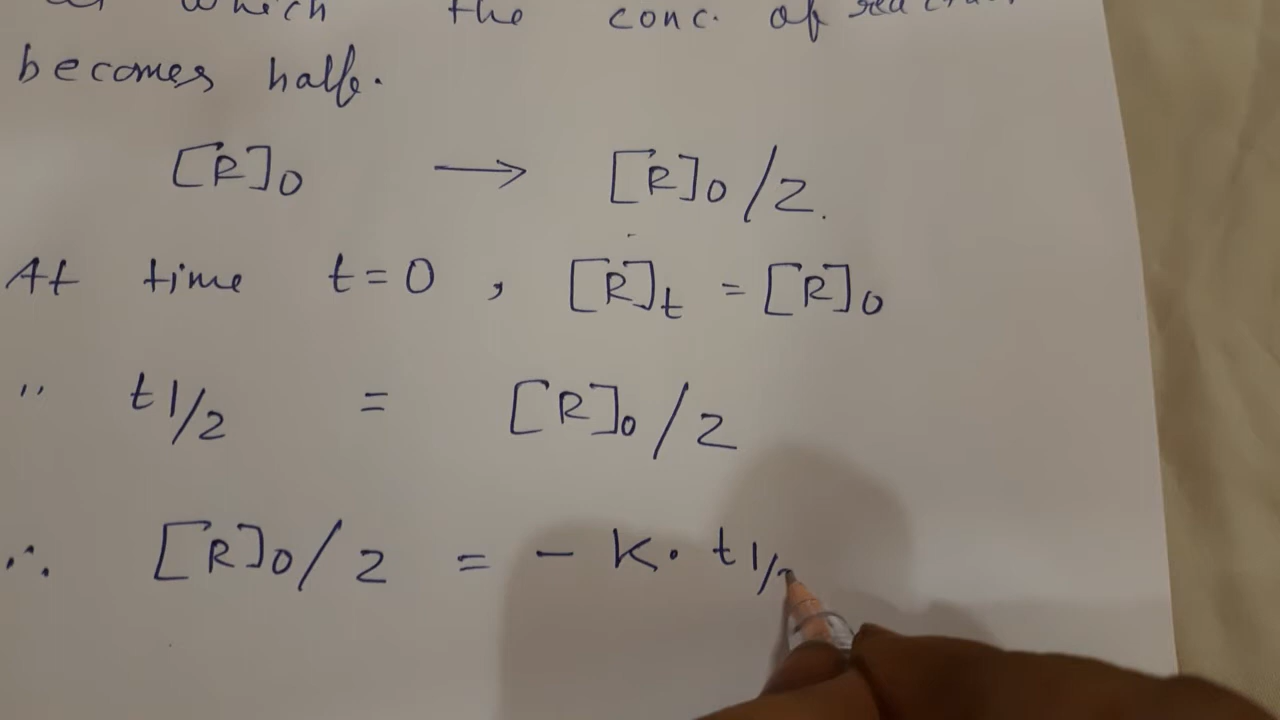 which the conc. of
becomes half.
[R]₀ → [R]₀/2.
At time t=0, [R]ₜ = [R]₀
" t1/2 = [R]₀/2
∴ [R]₀/2 = - K. t1/